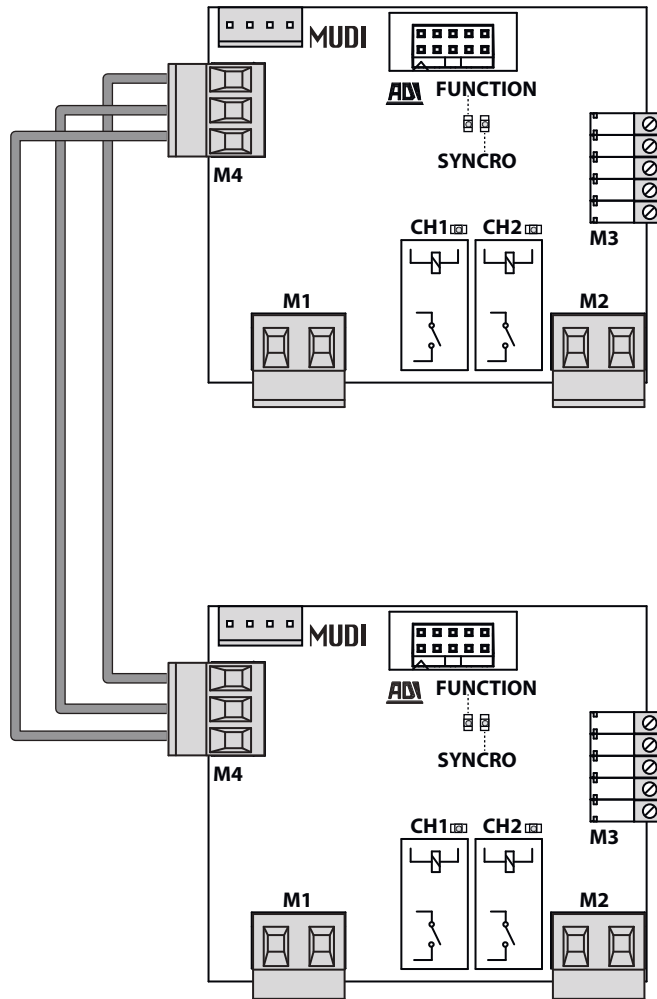 MUDI
ADI FUNCTION
M4
SYNCRO
M3
CH1 CH2
M1
M2
MUDI
ADI FUNCTION
M4
SYNCRO
M3
CH1 CH2
M1
M2